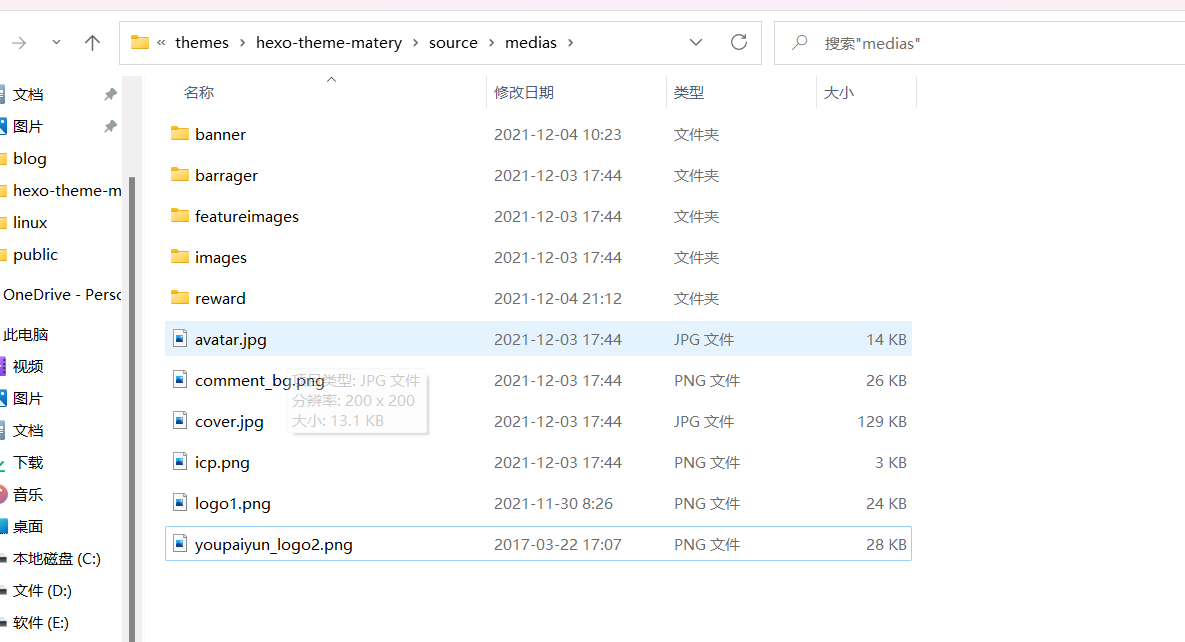 « themes › hexo-theme-matery › source › medias ›
搜索"medias"
名称 修改日期 类型 大小
文档
图片
blog
hexo-theme-m
linux
public
OneDrive - Perso
此电脑
视频
图片
文档
下载
音乐
桌面
本地磁盘 (C:)
文件 (D:)
软件 (E:)
banner 2021-12-04 10:23 文件夹
barrager 2021-12-03 17:44 文件夹
featureimages 2021-12-03 17:44 文件夹
images 2021-12-03 17:44 文件夹
reward 2021-12-04 21:12 文件夹
avatar.jpg 2021-12-03 17:44 JPG 文件 14 KB
comment_bg.png 2021-12-03 17:44 PNG 文件 26 KB
cover.jpg 2021-12-03 17:44 JPG 文件 129 KB
icp.png 2021-12-03 17:44 PNG 文件 3 KB
logo1.png 2021-11-30 8:26 PNG 文件 24 KB
youpaiyun_logo2.png 2017-03-22 17:07 PNG 文件 28 KB
项目类型: JPG 文件
分辨率: 200 x 200
大小: 13.1 KB